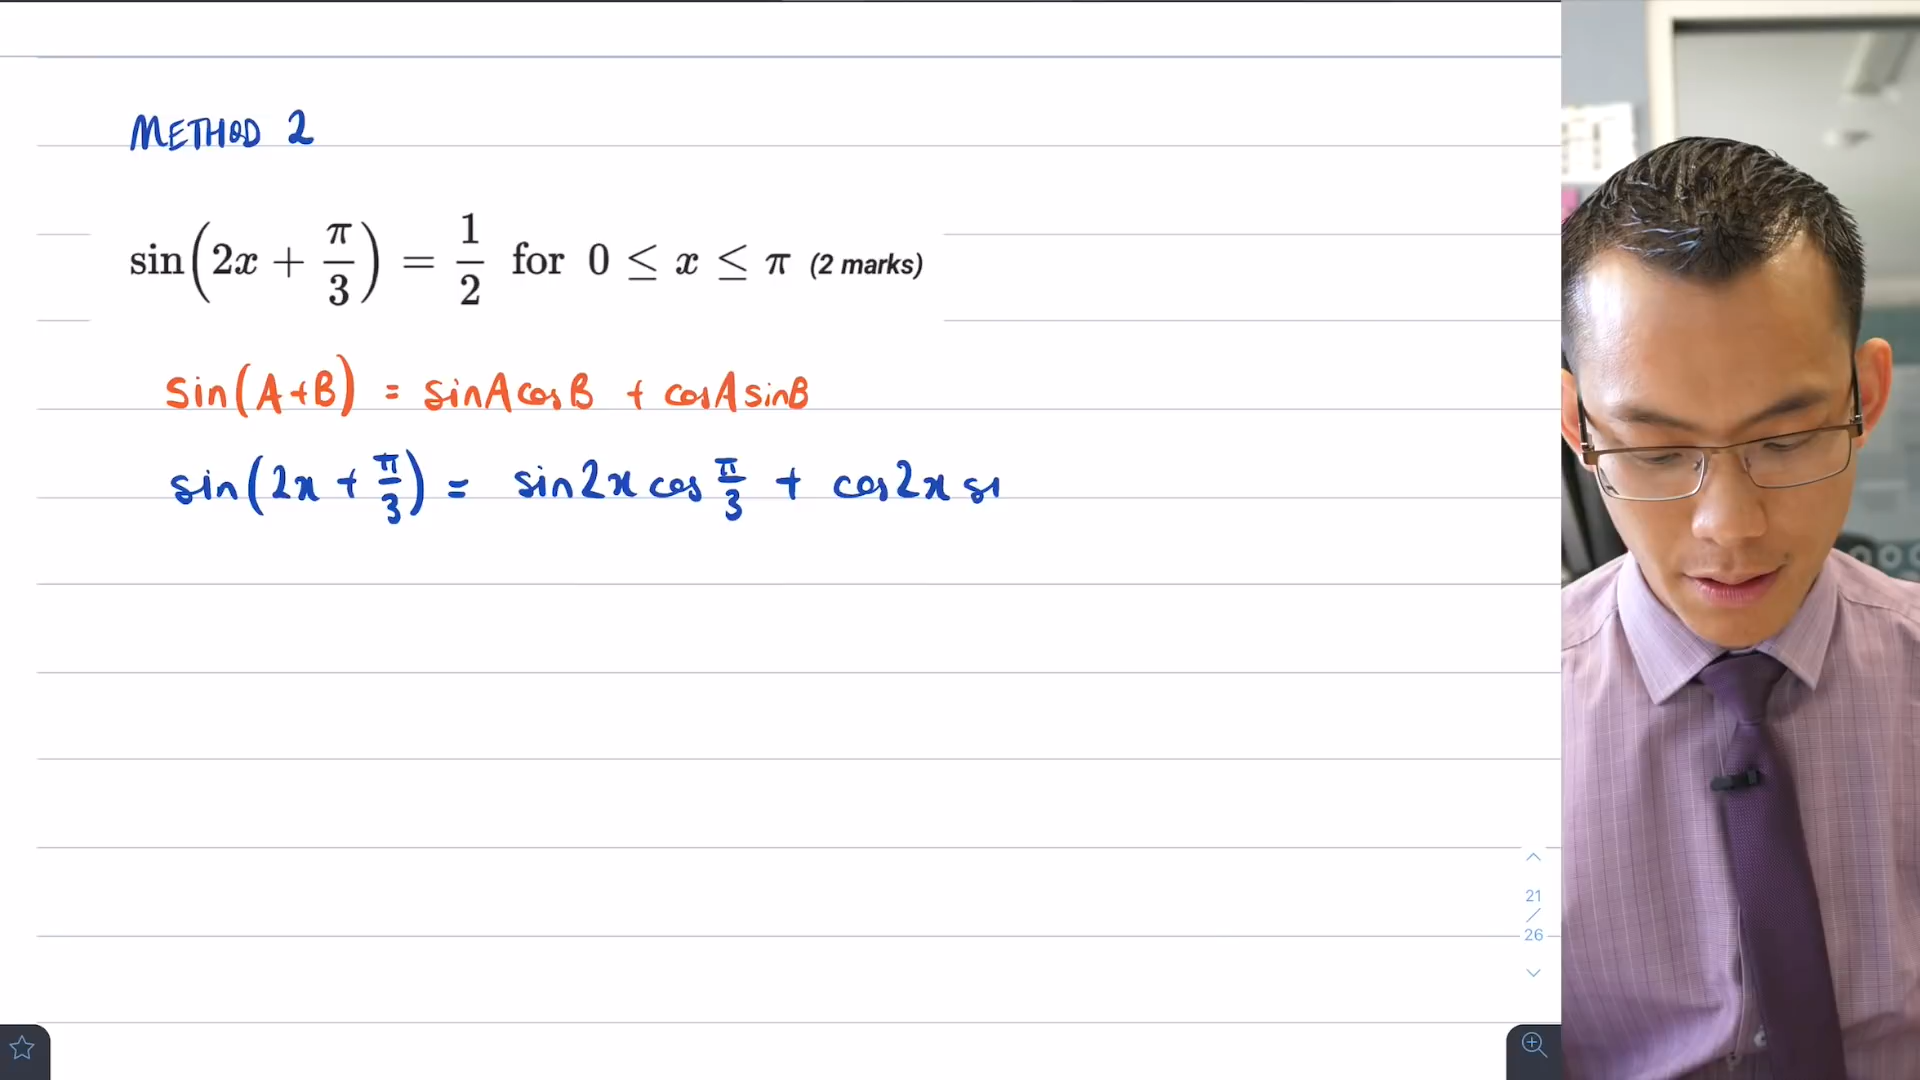 METHOD 2
sin(2x + π/3) = 1/2 for 0 ≤ x ≤ π (2 marks)
sin(A+B) = sinAcosB + cosAsinB
sin(2x + π/3) = sin2x cos π/3 + cos2x si
21
/
26